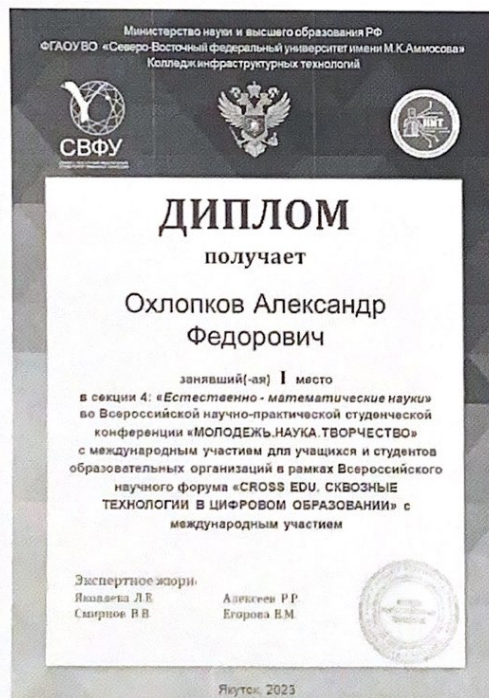 Министерство науки и высшего образования РФ
ФГАОУ ВО «Северо-Восточный федеральный университет имени М.К.Аммосова»
Колледж инфраструктурных технологий
СВФУ
ДИПЛОМ
получает
Охлопков Александр
Федорович
занявший(-ая) I место
в секции 4: «Естественно - математические науки»
во Всероссийской научно-практической студенческой
конференции «МОЛОДЕЖЬ.НАУКА.ТВОРЧЕСТВО»
с международным участием для учащихся и студентов
образовательных организаций в рамках Всероссийского
научного форума «CROSS EDU. СКВОЗНЫЕ
ТЕХНОЛОГИИ В ЦИФРОВОМ ОБРАЗОВАНИИ» с
международным участием
Экспертное жюри:
Яковлева Л.В. Алексеев Р.Р.
Смирнов В.В. Егорова В.М.
Якутск, 2023